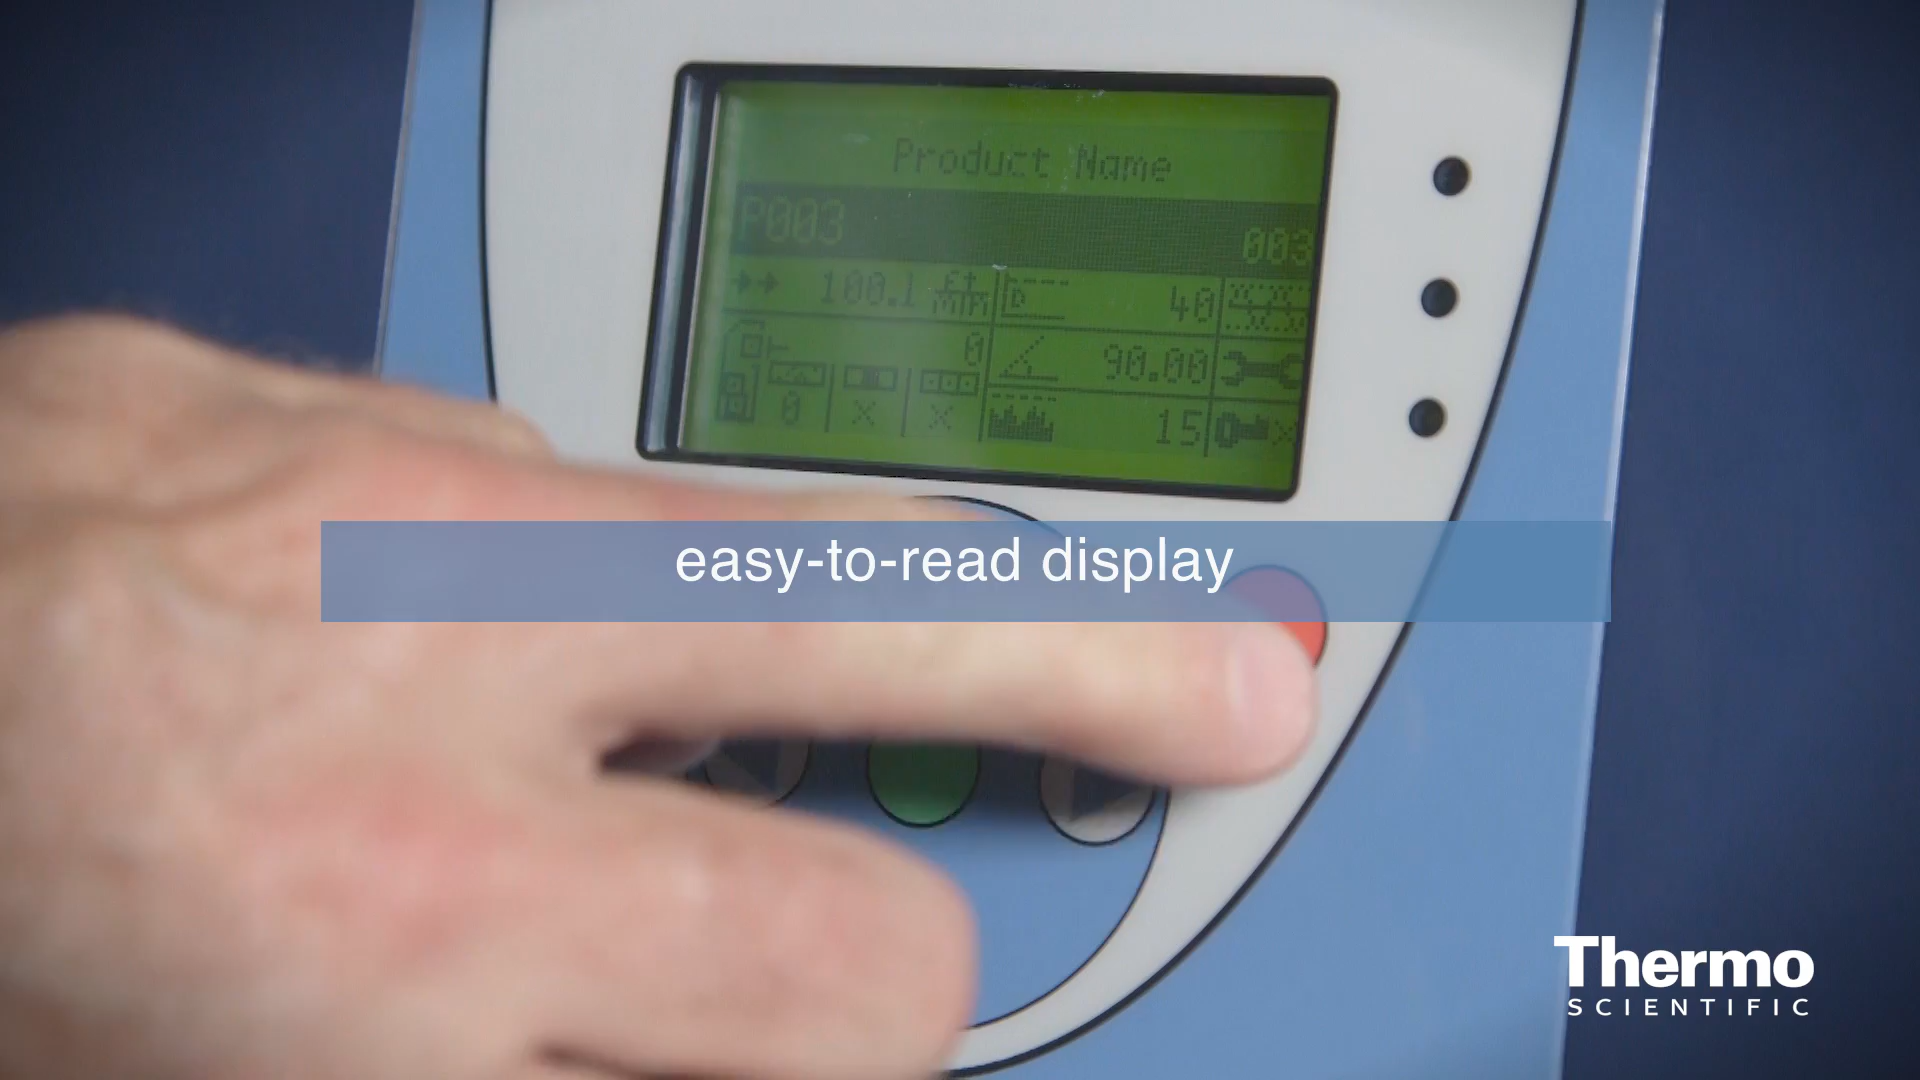 Product Name
P003
003
100.1 ft/min
D 40
0
90.00
0 X X
15
easy-to-read display
Thermo
SCIENTIFIC